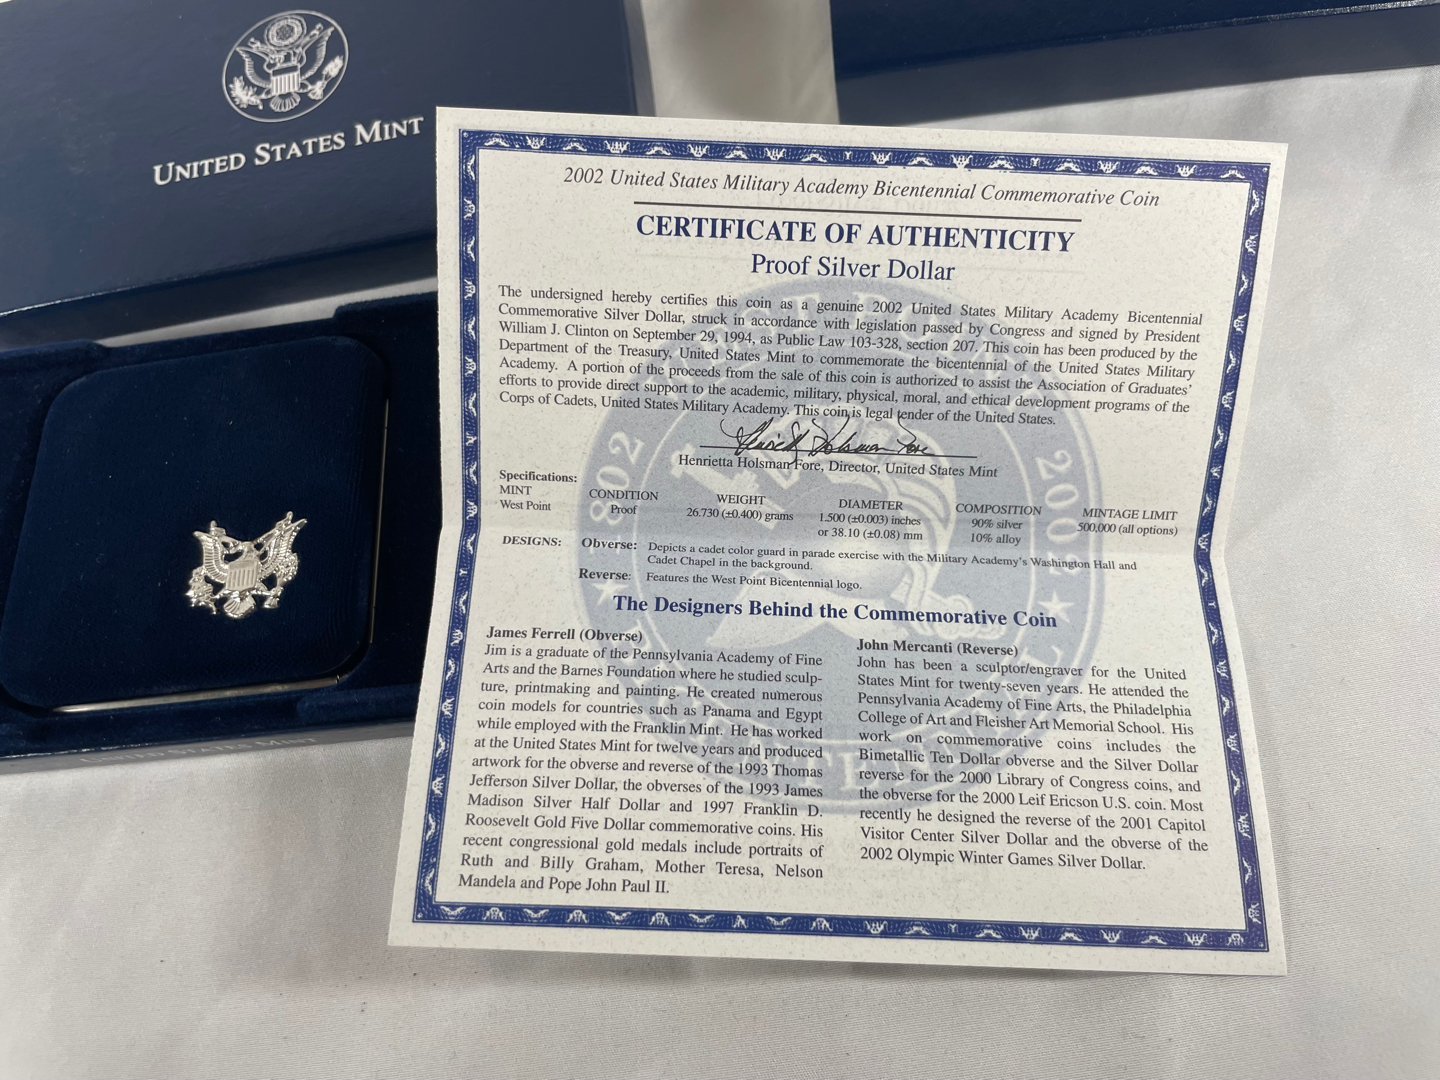 UNITED STATES MINT
2002 United States Military Academy Bicentennial Commemorative Coin
CERTIFICATE OF AUTHENTICITY
Proof Silver Dollar
The undersigned hereby certifies this coin as a genuine 2002 United States Military Academy Bicentennial
Commemorative Silver Dollar, struck in accordance with legislation passed by Congress and signed by President
William J. Clinton on September 29, 1994, as Public Law 103-328, section 207. This coin has been produced by the
Department of the Treasury, United States Mint to commemorate the bicentennial of the United States Military
Academy. A portion of the proceeds from the sale of this coin is authorized to assist the Association of Graduates'
efforts to provide direct support to the academic, military, physical, moral, and ethical development programs of the
Corps of Cadets, United States Military Academy. This coin is legal tender of the United States.
Henrietta Holsman Fore
Henrietta Holsman Fore, Director, United States Mint
Specifications:
MINT CONDITION WEIGHT DIAMETER COMPOSITION MINTAGE LIMIT
West Point Proof 26.730 (±0.400) grams 1.500 (±0.003) inches 90% silver 500,000 (all options)
or 38.10 (±0.08) mm 10% alloy
DESIGNS: Obverse: Depicts a cadet color guard in parade exercise with the Military Academy's Washington Hall and
Cadet Chapel in the background.
Reverse: Features the West Point Bicentennial logo.
The Designers Behind the Commemorative Coin
James Ferrell (Obverse)
Jim is a graduate of the Pennsylvania Academy of Fine
Arts and the Barnes Foundation where he studied sculp-
ture, printmaking and painting. He created numerous
coin models for countries such as Panama and Egypt
while employed with the Franklin Mint. He has worked
at the United States Mint for twelve years and produced
artwork for the obverse and reverse of the 1993 Thomas
Jefferson Silver Dollar, the obverses of the 1993 James
Madison Silver Half Dollar and 1997 Franklin D.
Roosevelt Gold Five Dollar commemorative coins. His
recent congressional gold medals include portraits of
Ruth and Billy Graham, Mother Teresa, Nelson
Mandela and Pope John Paul II.
John Mercanti (Reverse)
John has been a sculptor/engraver for the United
States Mint for twenty-seven years. He attended the
Pennsylvania Academy of Fine Arts, the Philadelphia
College of Art and Fleisher Art Memorial School. His
work on commemorative coins includes the
Bimetallic Ten Dollar obverse and the Silver Dollar
reverse for the 2000 Library of Congress coins, and
the obverse for the 2000 Leif Ericson U.S. coin. Most
recently he designed the reverse of the 2001 Capitol
Visitor Center Silver Dollar and the obverse of the
2002 Olympic Winter Games Silver Dollar.
1802
2002
UNITED STATES MINT